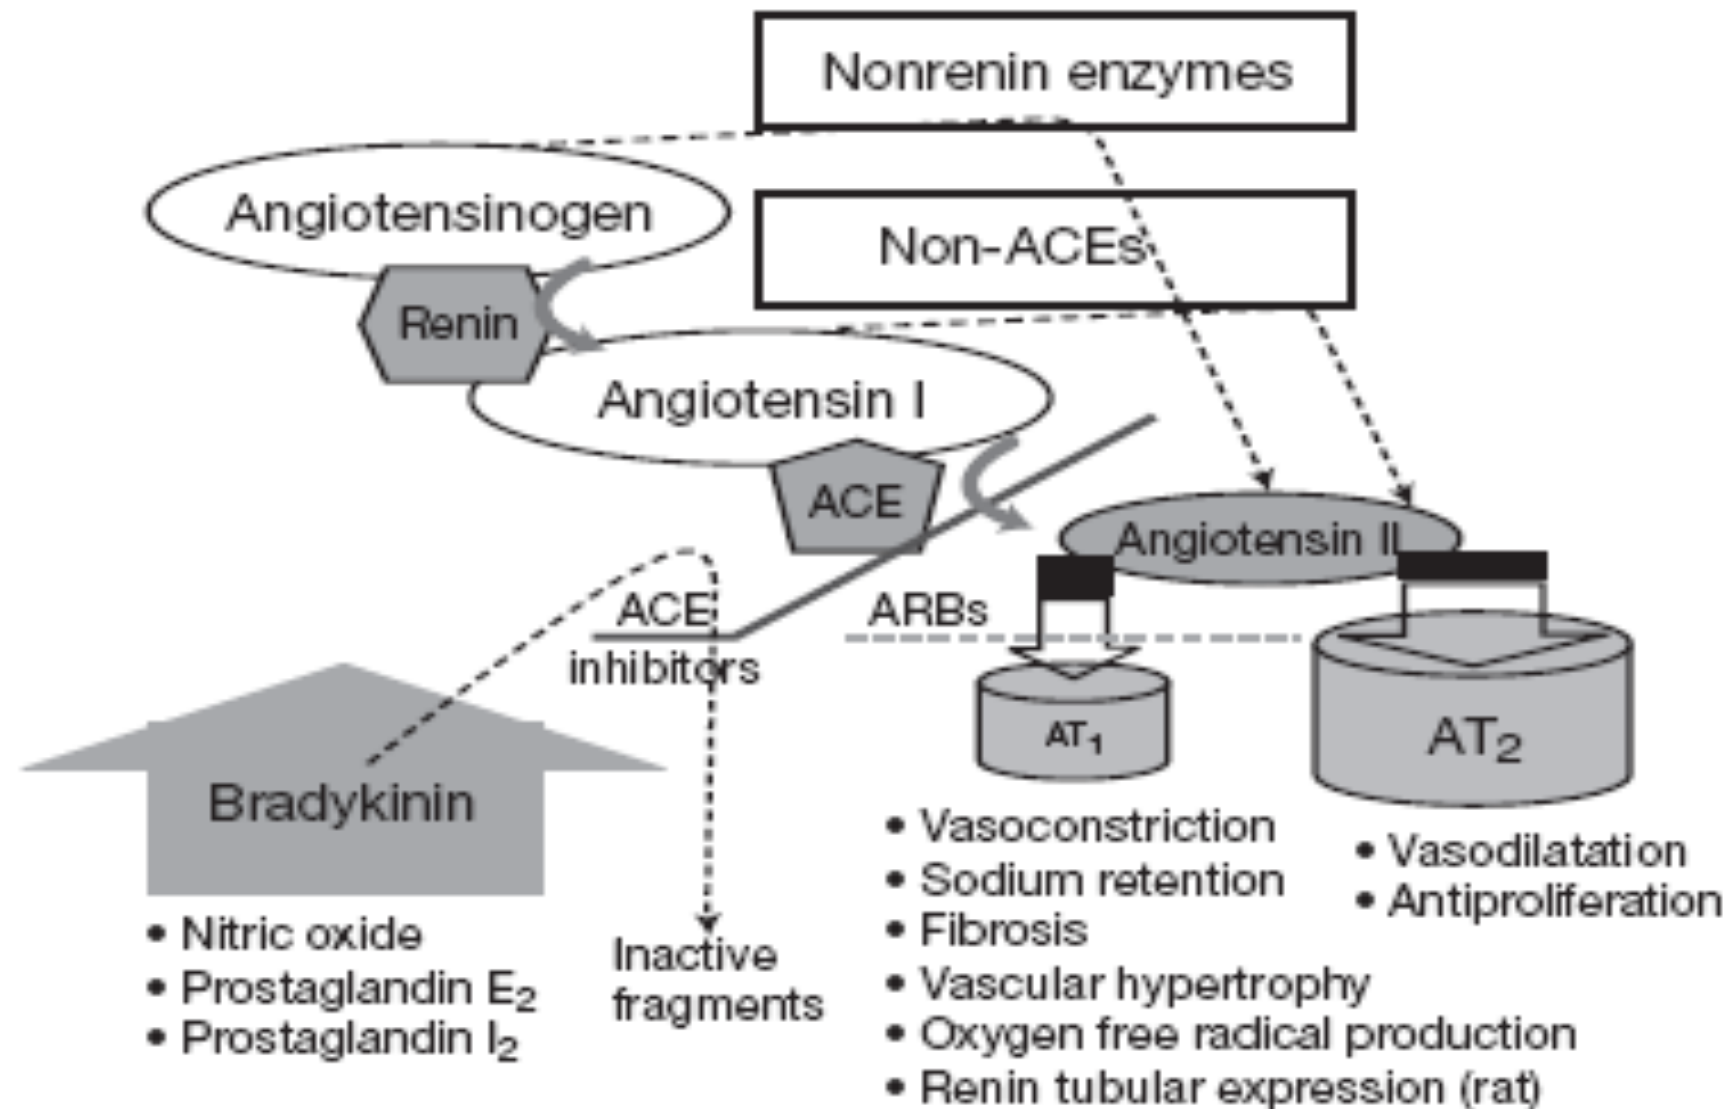 Nonrenin enzymes
Angiotensinogen
Non-ACEs
Renin
Angiotensin I
ACE
Angiotensin II
ACE
inhibitors
ARBs
AT₁
AT₂
Bradykinin
• Nitric oxide
• Prostaglandin E₂
• Prostaglandin I₂
Inactive
fragments
• Vasoconstriction
• Sodium retention
• Fibrosis
• Vascular hypertrophy
• Oxygen free radical production
• Renin tubular expression (rat)
• Vasodilatation
• Antiproliferation